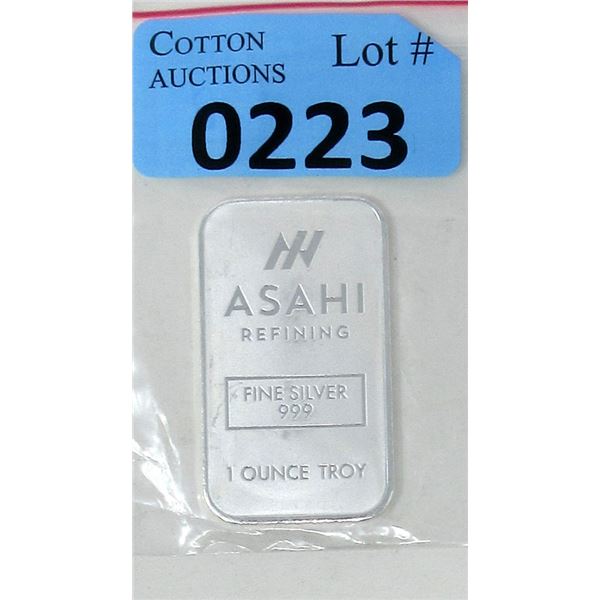 COTTON Lot #
AUCTIONS
0223
ASAHI
REFINING
FINE SILVER
999
1 OUNCE TROY